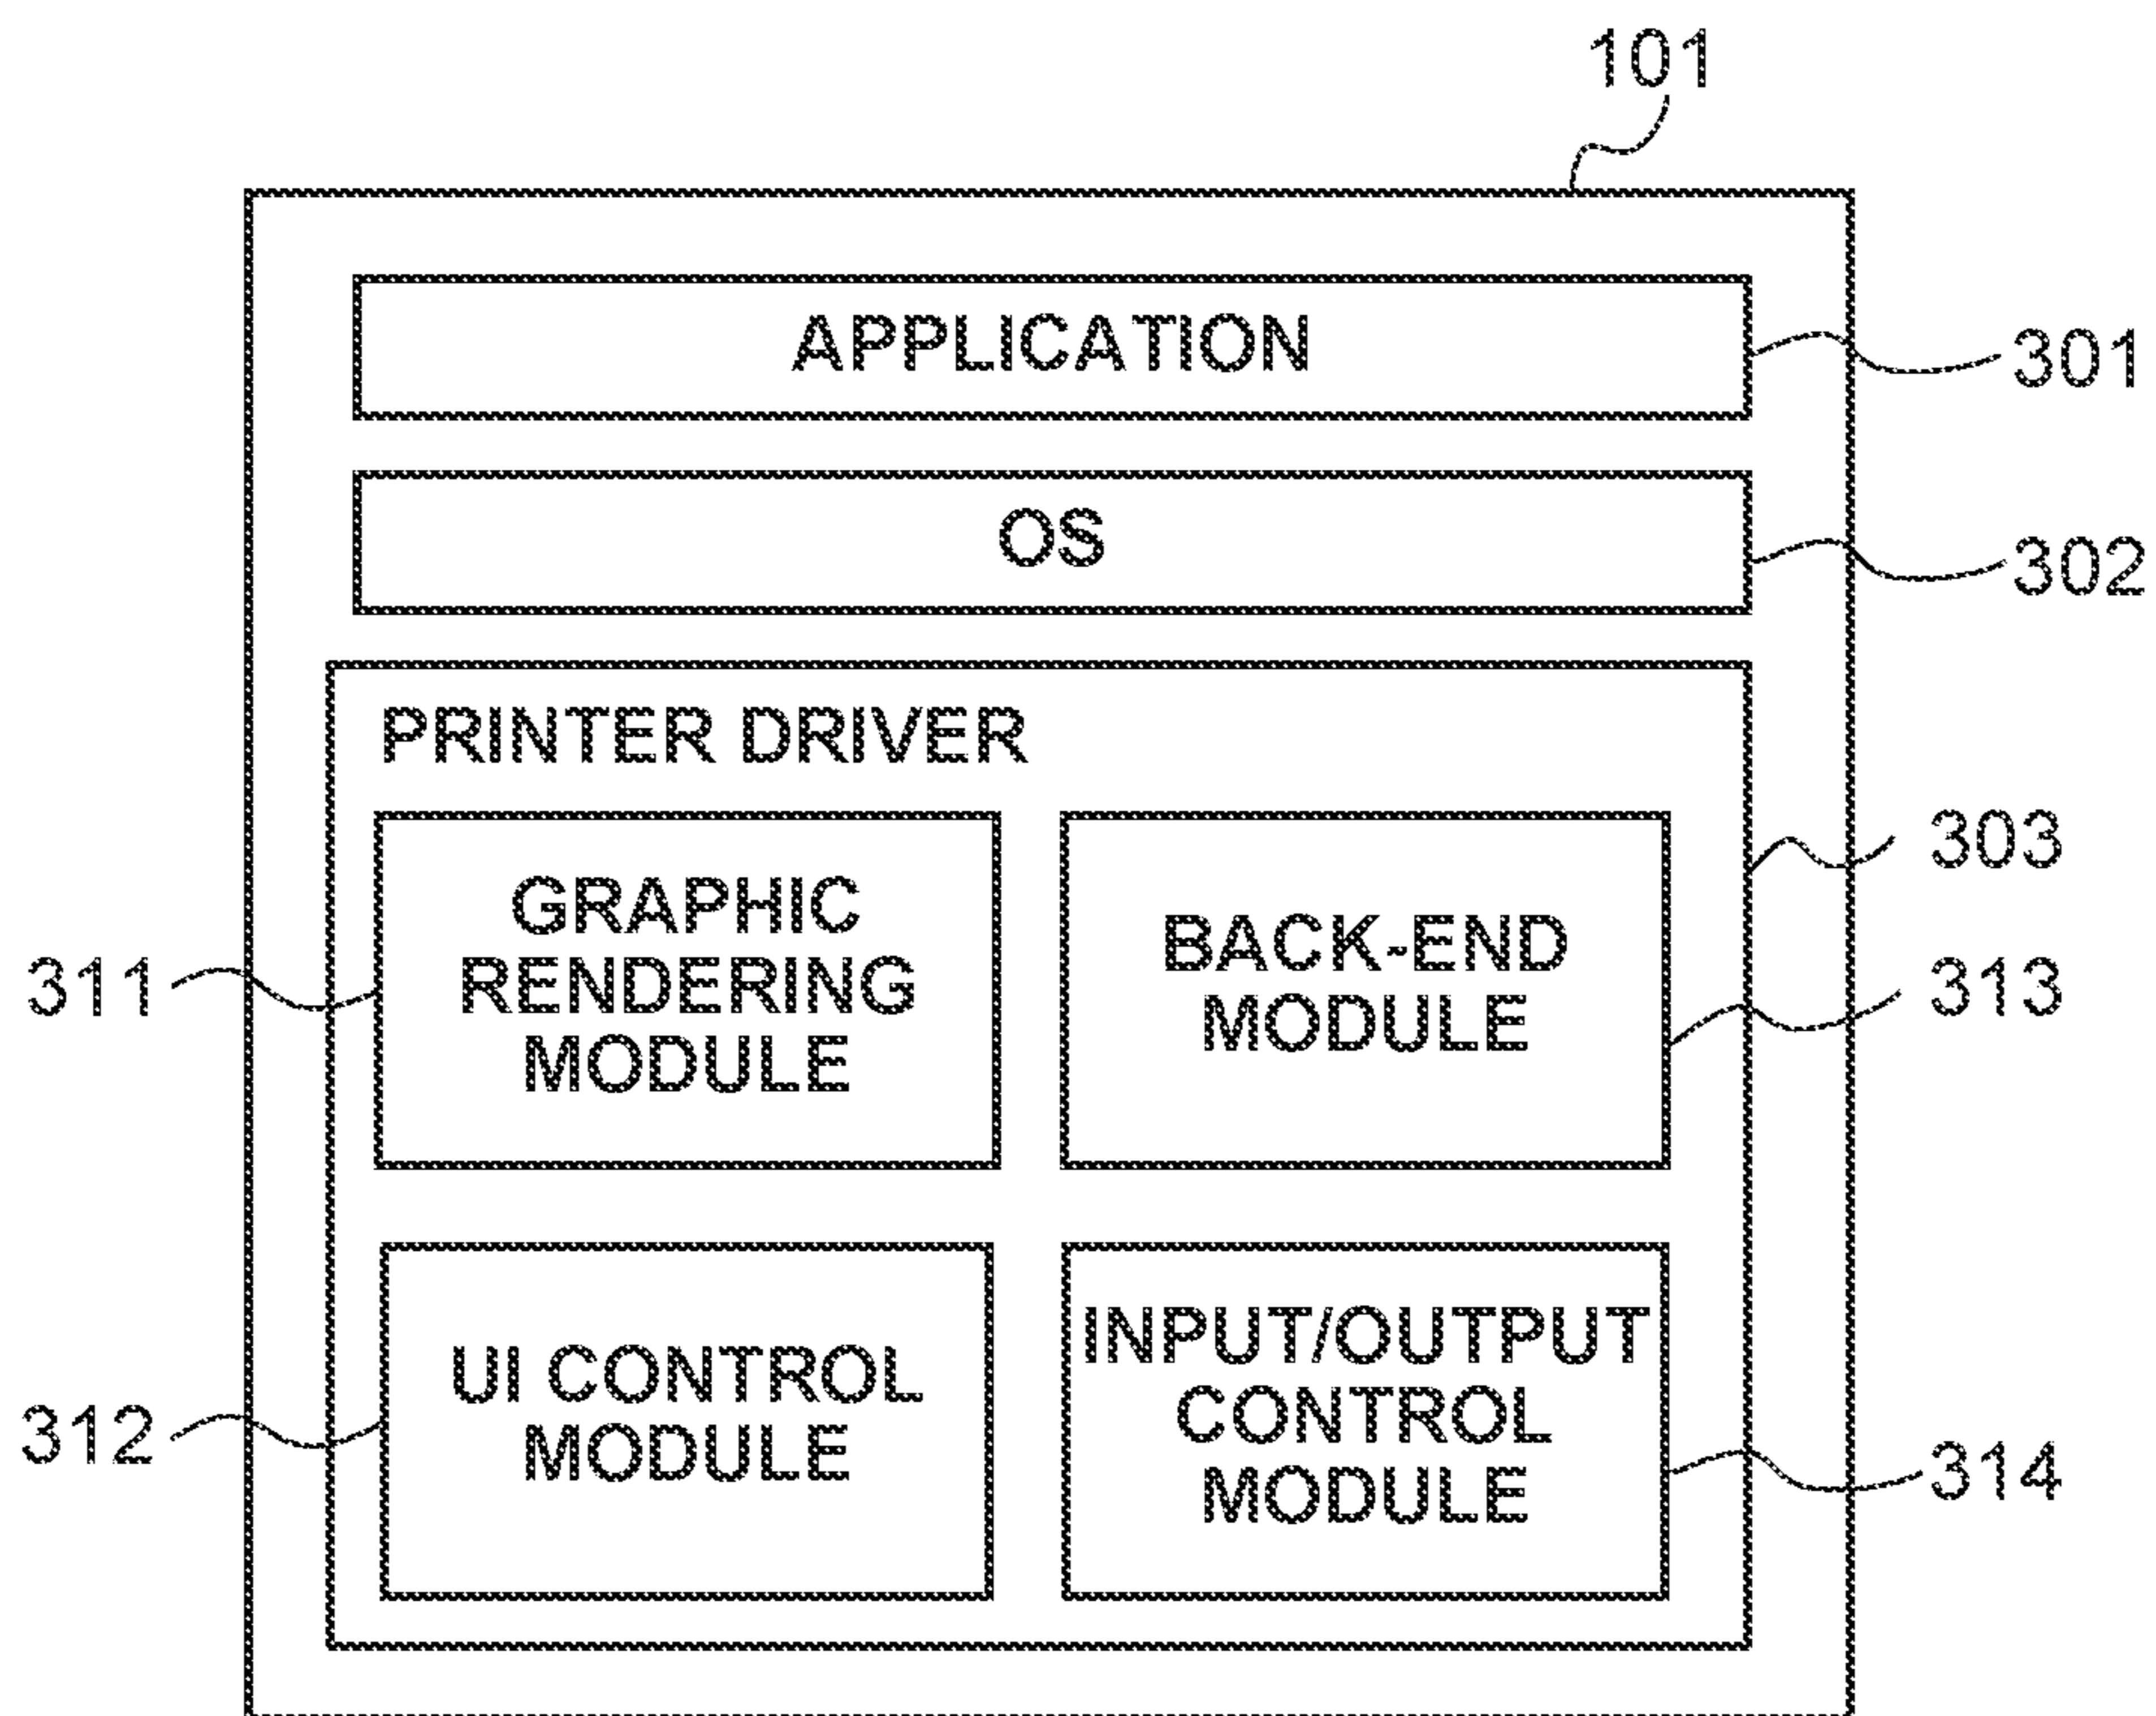 101
APPLICATION
301
OS
302
PRINTER DRIVER
303
GRAPHIC
RENDERING
MODULE
311
BACK-END
MODULE
313
UI CONTROL
MODULE
312
INPUT/OUTPUT
CONTROL
MODULE
314